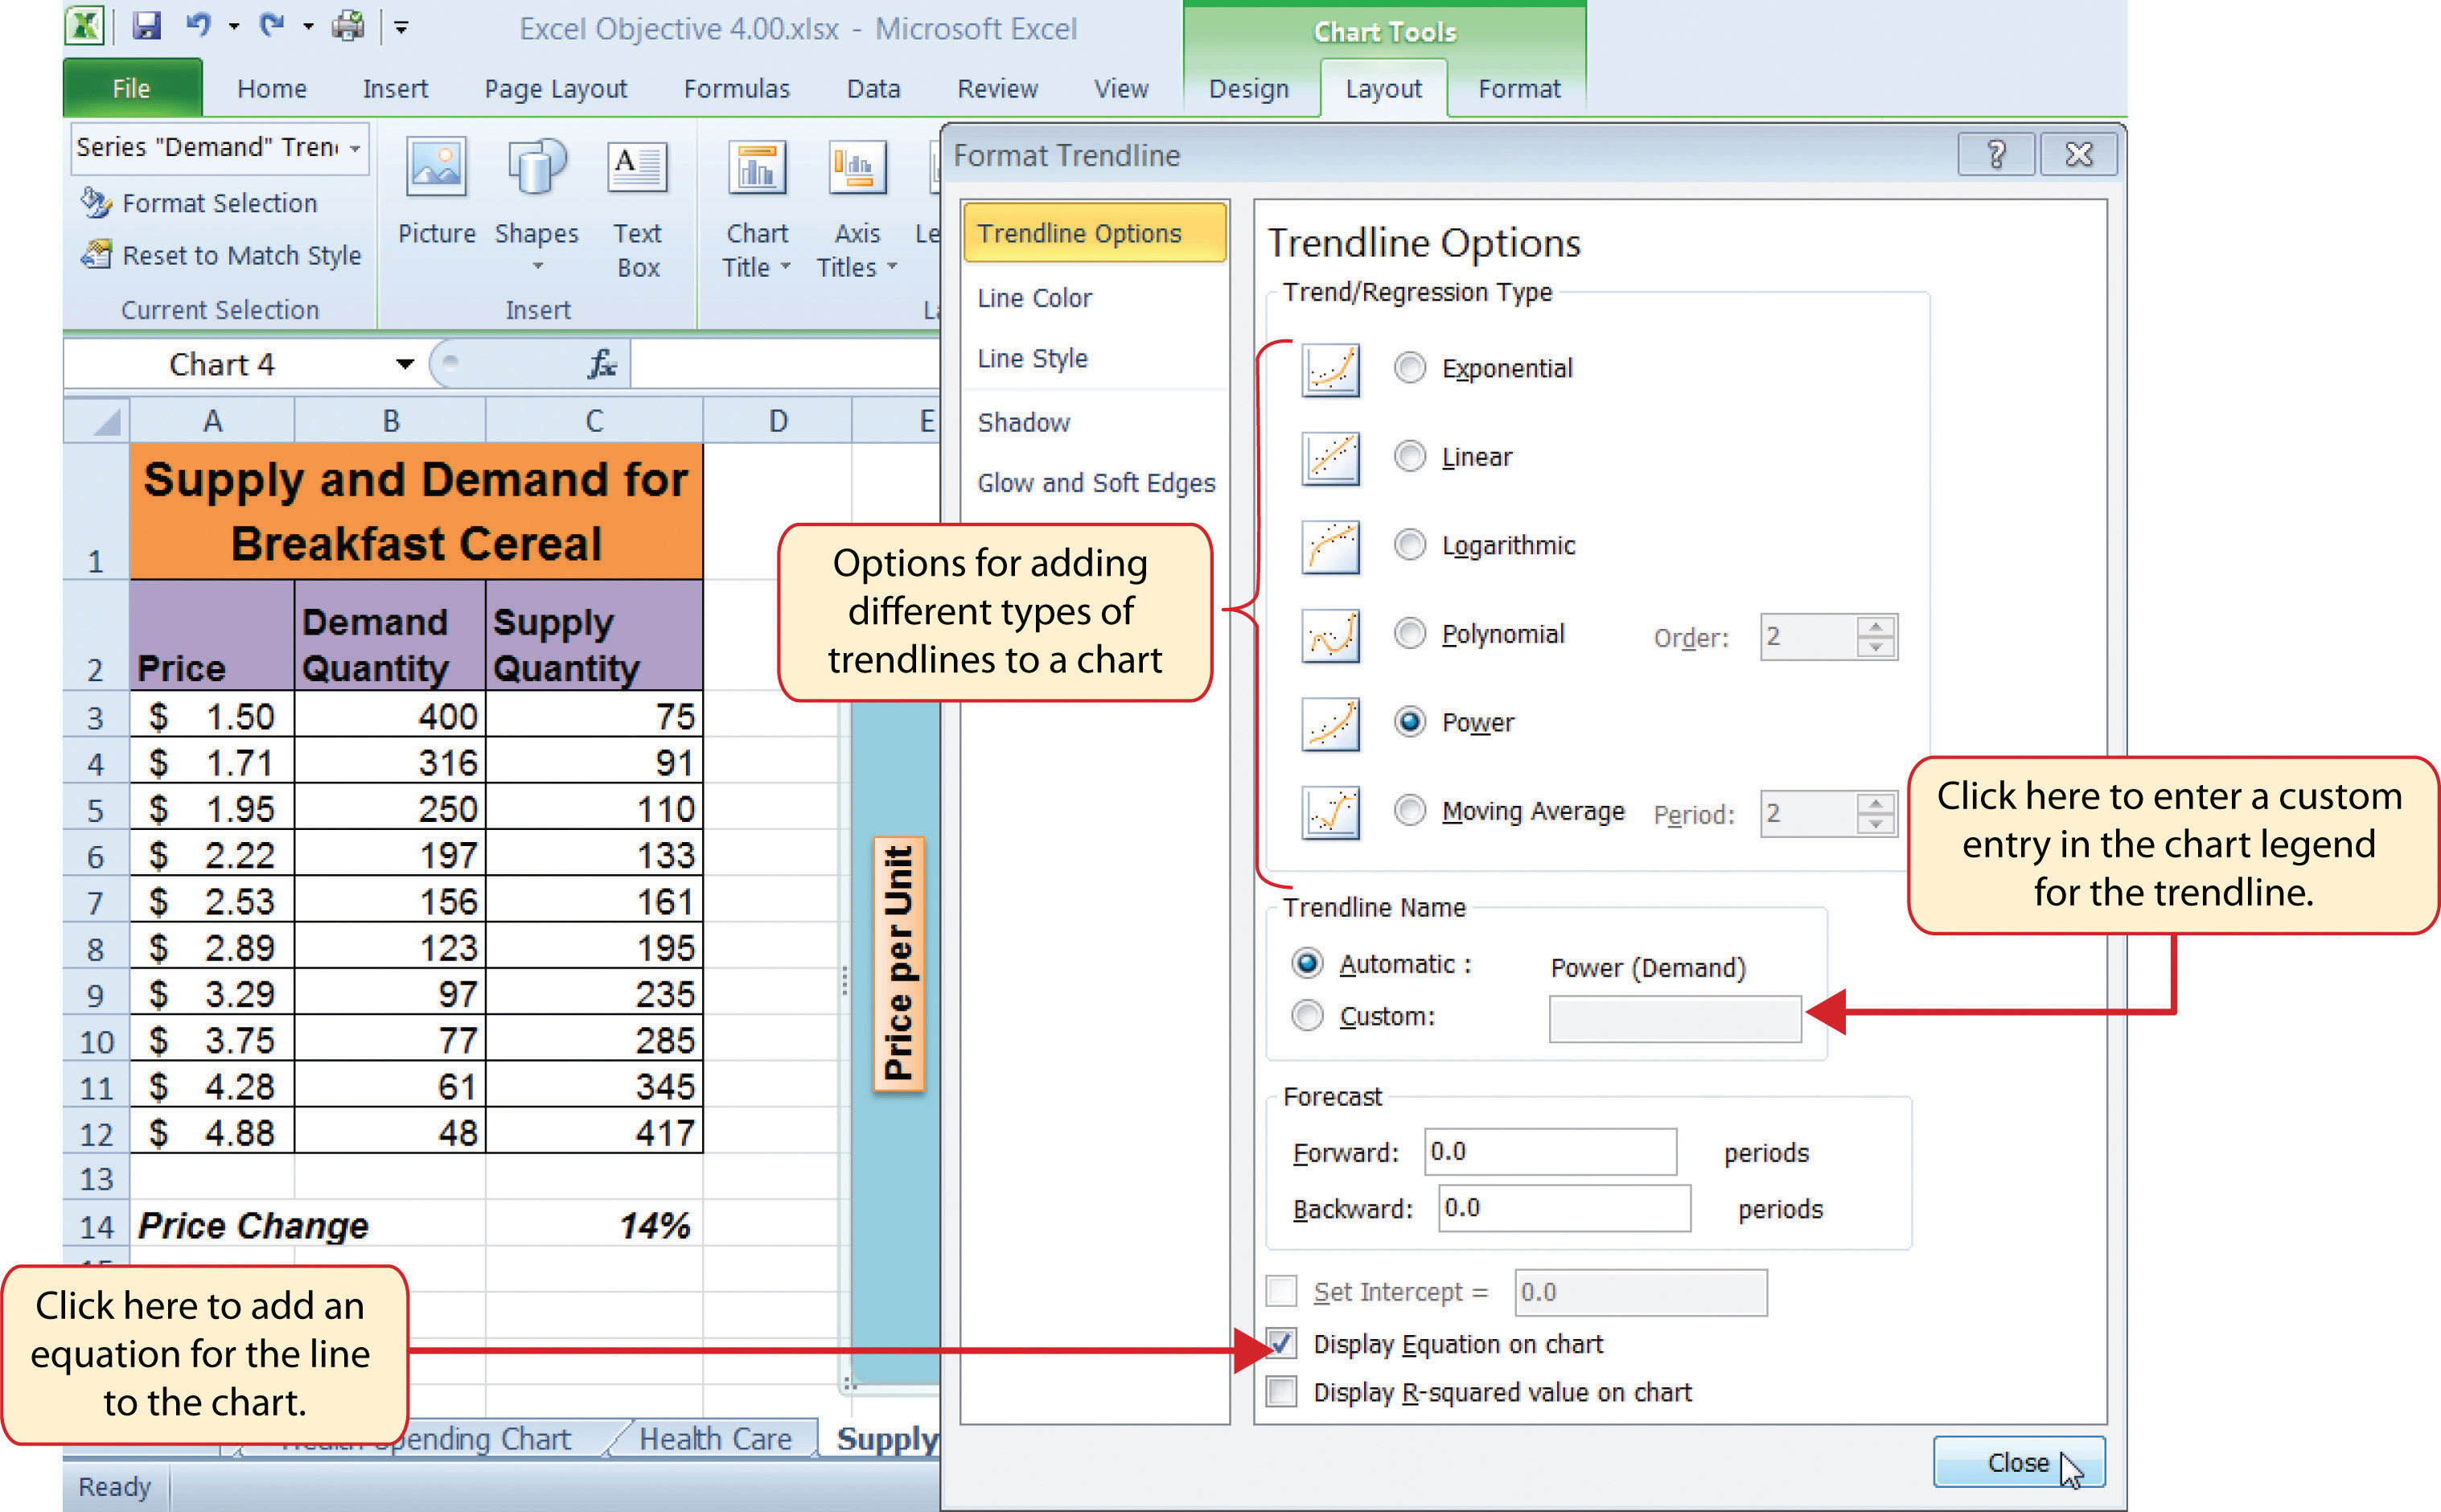 Excel Objective 4.00.xlsx - Microsoft Excel
Chart Tools
File Home Insert Page Layout Formulas Data Review View Design Layout Format
Series "Demand" Tren
Format Selection
Reset to Match Style
Current Selection
Picture Shapes Text Box
Insert
Chart Title Axis Titles Le
Chart 4 fx
A B C D E
1 Supply and Demand for
Breakfast Cereal
2 Price Demand Quantity Supply Quantity
3 $ 1.50 400 75
4 $ 1.71 316 91
5 $ 1.95 250 110
6 $ 2.22 197 133
7 $ 2.53 156 161
8 $ 2.89 123 195
9 $ 3.29 97 235
10 $ 3.75 77 285
11 $ 4.28 61 345
12 $ 4.88 48 417
13
14 Price Change 14%
Price per Unit
Spending Chart Health Care Supply
Ready
Format Trendline
Trendline Options
Line Color
Line Style
Shadow
Glow and Soft Edges
Trendline Options
Trend/Regression Type
Exponential
Linear
Logarithmic
Polynomial Order: 2
Power
Moving Average Period: 2
Trendline Name
Automatic : Power (Demand)
Custom:
Forecast
Forward: 0.0 periods
Backward: 0.0 periods
Set Intercept = 0.0
Display Equation on chart
Display R-squared value on chart
Close
Options for adding
different types of
trendlines to a chart
Click here to enter a custom
entry in the chart legend
for the trendline.
Click here to add an
equation for the line
to the chart.